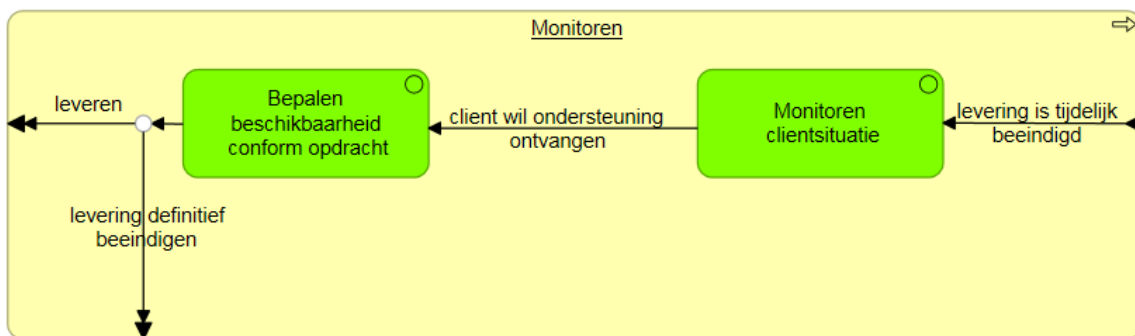 Monitoren
leveren
Bepalen
beschikbaarheid
conform opdracht
client wil ondersteuning
ontvangen
Monitoren
clientsituatie
levering is tijdelijk
beeindigd
levering definitief
beeindigen